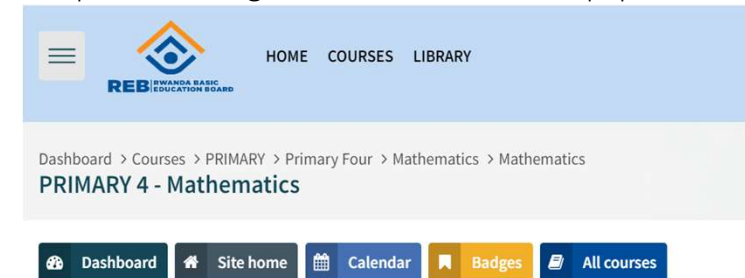 HOME COURSES LIBRARY
REB RWANDA BASIC
EDUCATION BOARD
Dashboard > Courses > PRIMARY > Primary Four > Mathematics > Mathematics
PRIMARY 4 - Mathematics
Dashboard Site home Calendar Badges All courses